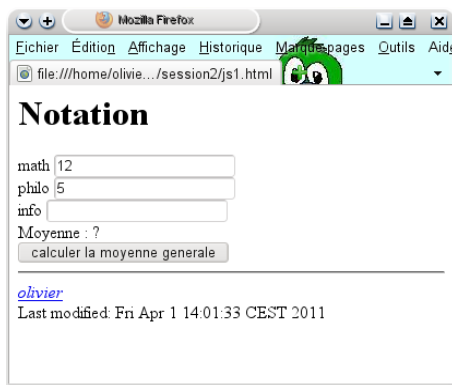 Mozilla Firefox
Fichier Édition Affichage Historique Marque-pages Outils Aide
file:///home/olivie.../session2/js1.html
Notation
math 12
philo 5
info
Moyenne : ?
calculer la moyenne generale
olivier
Last modified: Fri Apr 1 14:01:33 CEST 2011